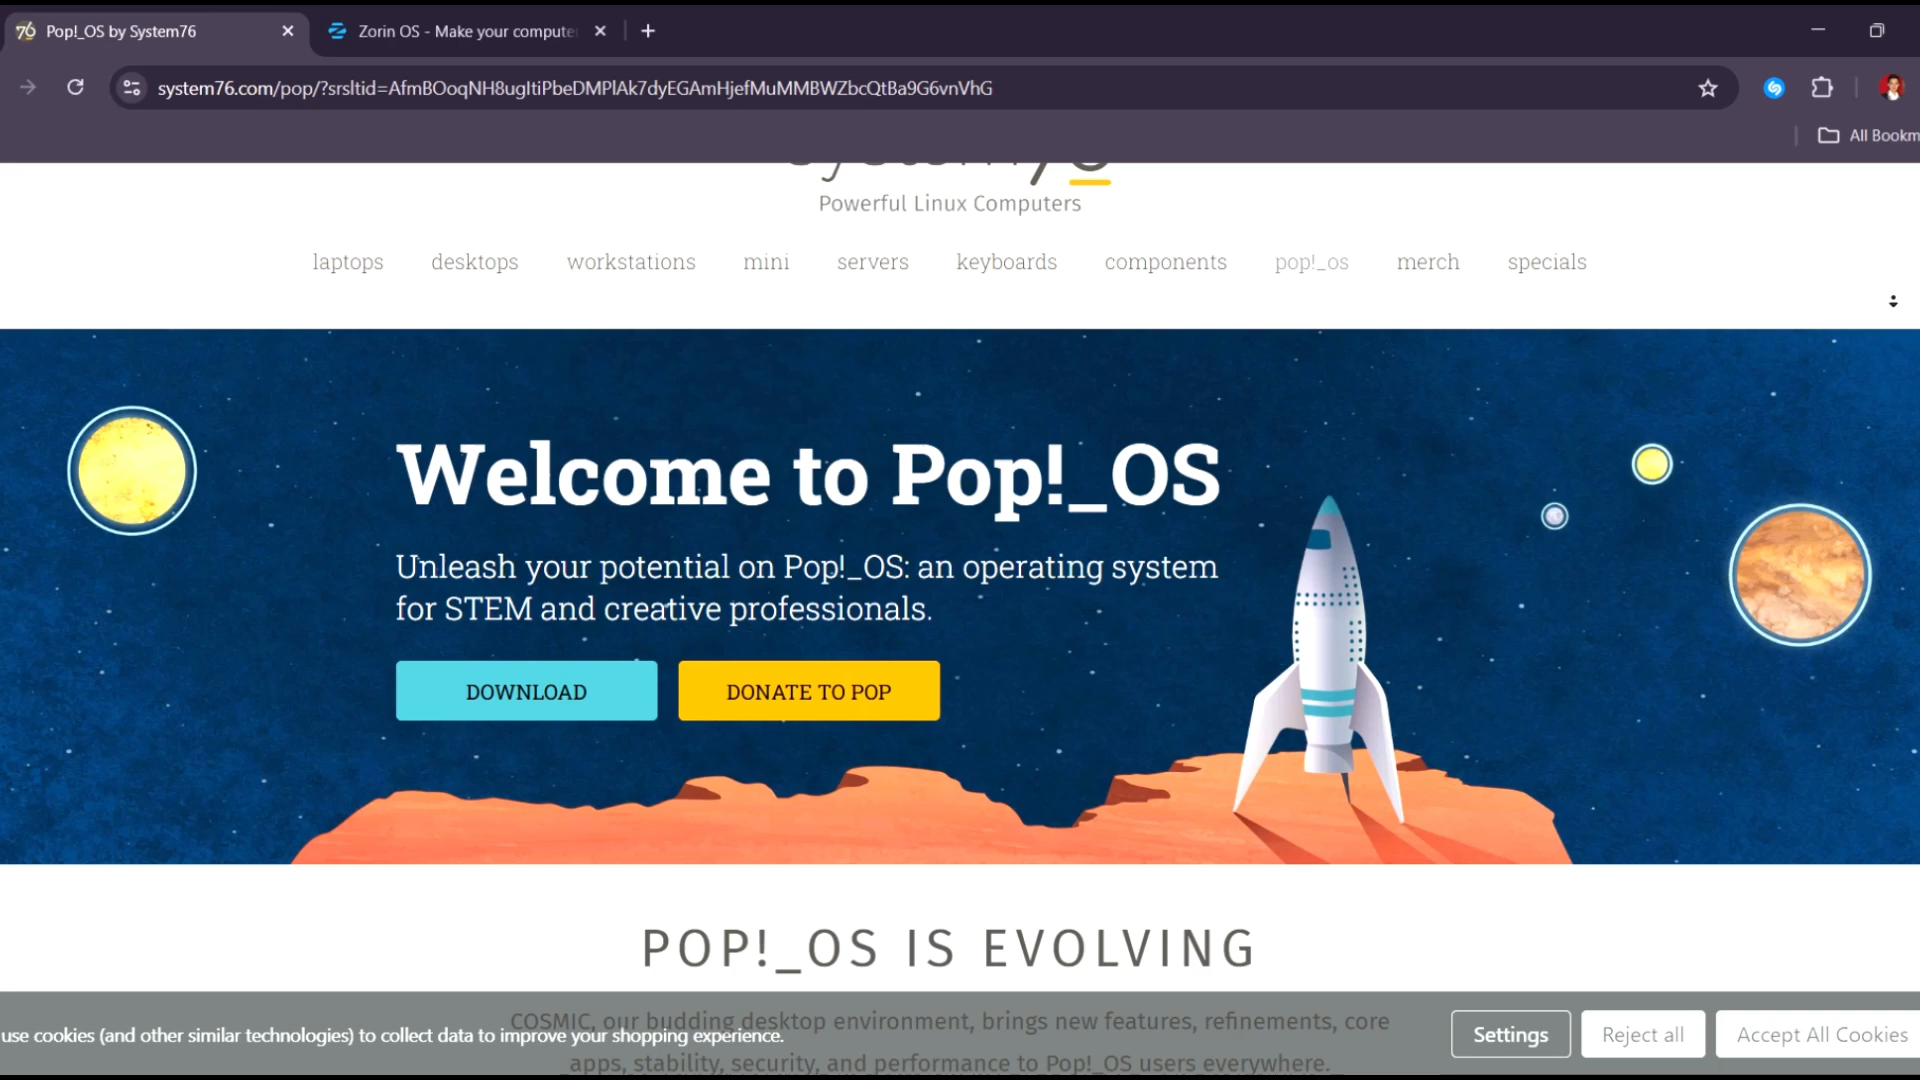 Pop!_OS by System76
Zorin OS - Make your compute
system76.com/pop/?srsltid=AfmBOoqNH8ugItiPbeDMPlAk7dyEGAmHjefMuMMBWZbcQtBa9G6vnVhG
All Bookm
Powerful Linux Computers
laptops desktops workstations mini servers keyboards components pop!_os merch specials
Welcome to Pop!_OS
Unleash your potential on Pop!_OS: an operating system
for STEM and creative professionals.
DOWNLOAD DONATE TO POP
POP!_OS IS EVOLVING
COSMIC, our budding desktop environment, brings new features, refinements, core
apps, stability, security, and performance to Pop!_OS users everywhere.
use cookies (and other similar technologies) to collect data to improve your shopping experience.
Settings Reject all Accept All Cookies